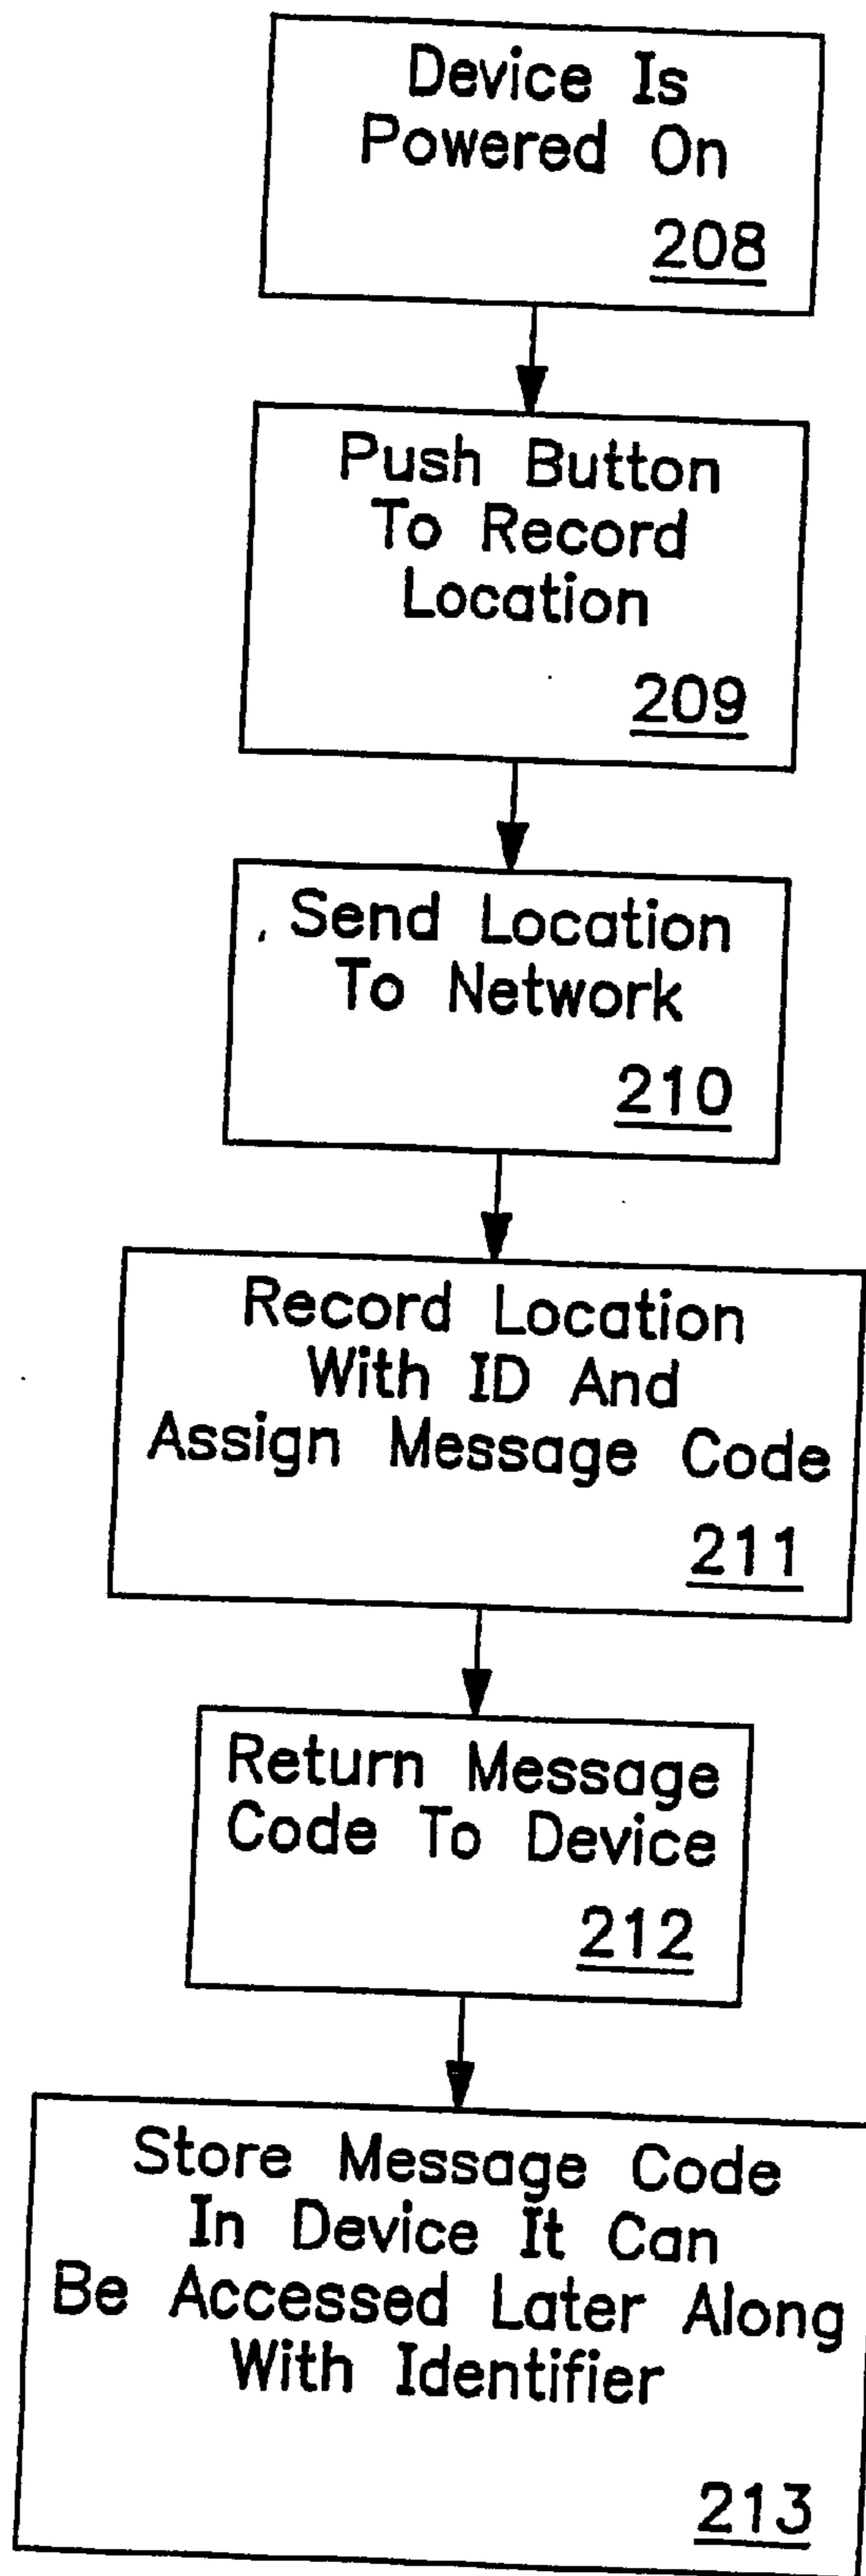 Device Is
Powered On
208
Push Button
To Record
Location
209
Send Location
To Network
210
Record Location
With ID And
Assign Message Code
211
Return Message
Code To Device
212
Store Message Code
In Device It Can
Be Accessed Later Along
With Identifier
213